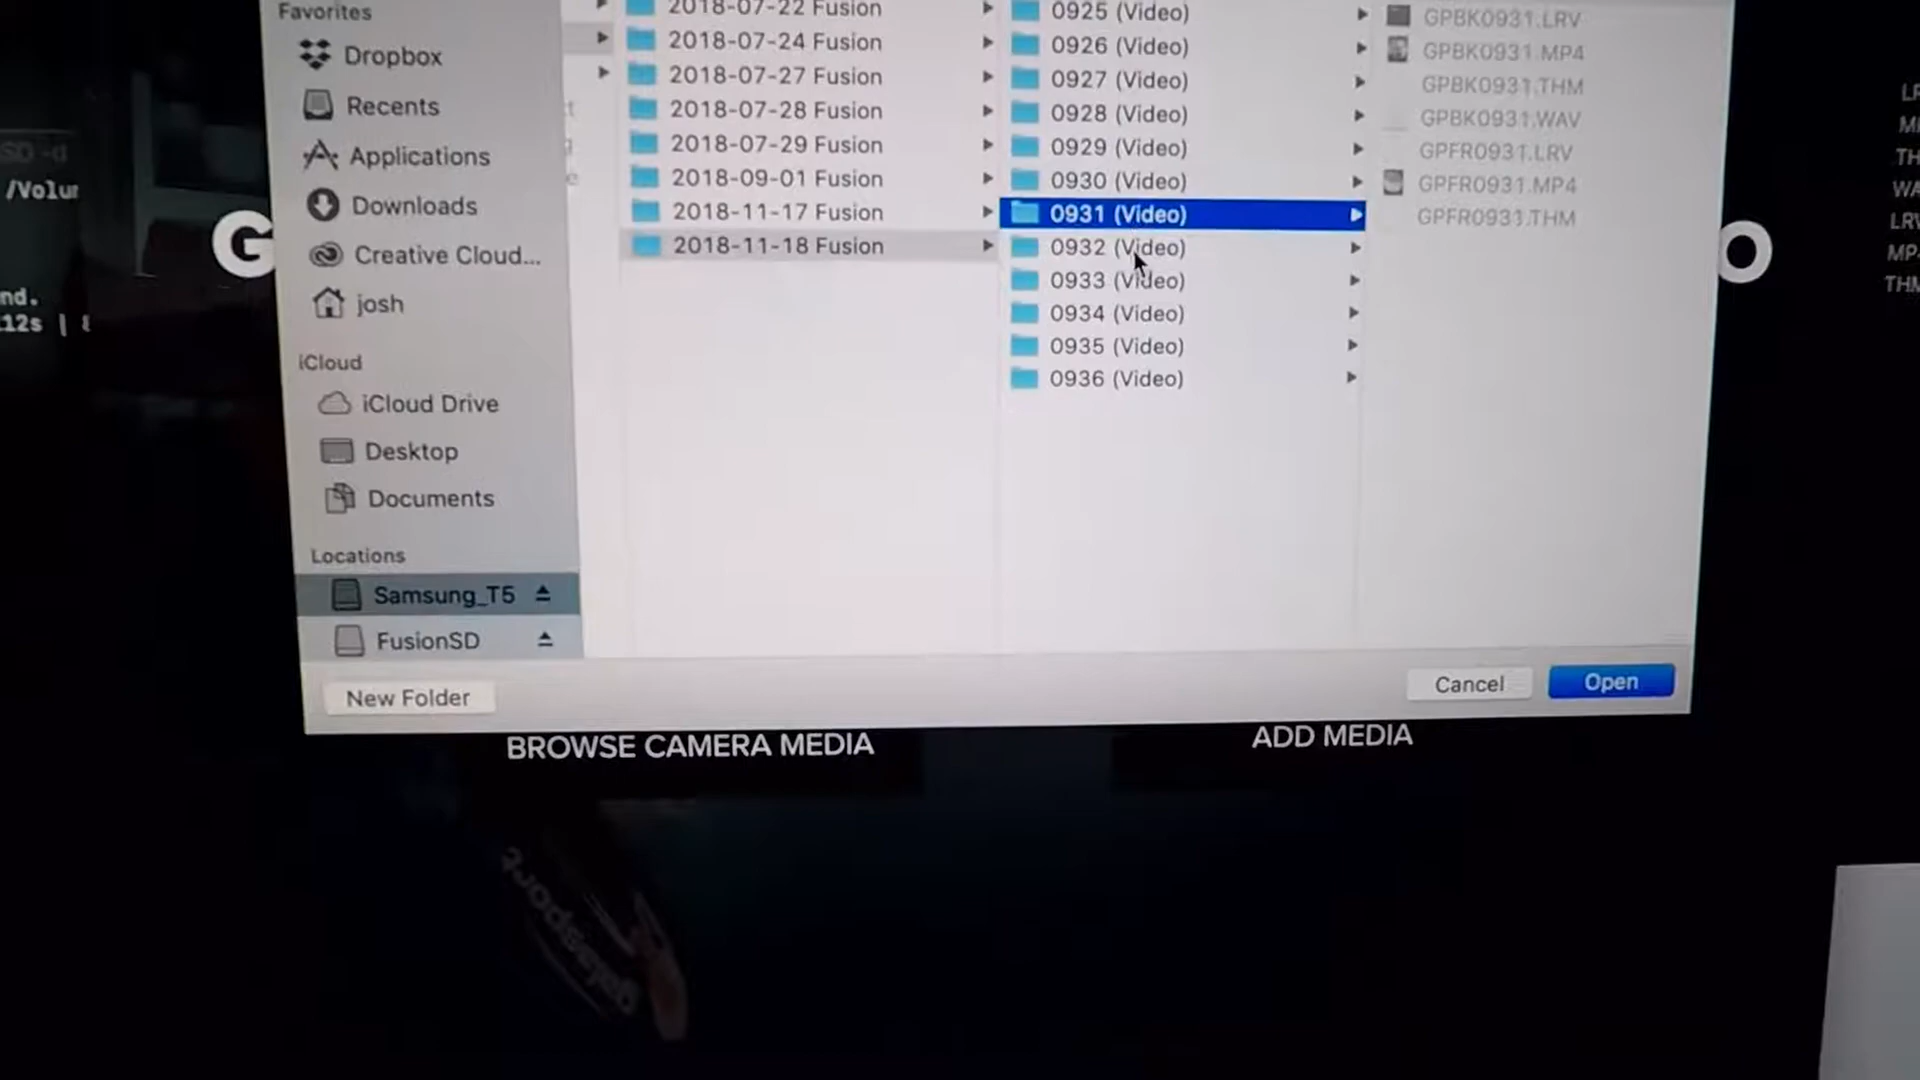 Favorites
Dropbox
Recents
Applications
Downloads
Creative Cloud...
josh
iCloud
iCloud Drive
Desktop
Documents
Locations
Samsung_T5
FusionSD
New Folder
2018-07-22 Fusion
2018-07-24 Fusion
2018-07-27 Fusion
2018-07-28 Fusion
2018-07-29 Fusion
2018-09-01 Fusion
2018-11-17 Fusion
2018-11-18 Fusion
0925 (Video)
0926 (Video)
0927 (Video)
0928 (Video)
0929 (Video)
0930 (Video)
0931 (Video)
0932 (Video)
0933 (Video)
0934 (Video)
0935 (Video)
0936 (Video)
GPBK0931.LRV
GPBK0931.MP4
GPBK0931.THM
GPBK0931.WAV
GPFR0931.LRV
GPFR0931.MP4
GPFR0931.THM
Cancel
Open
BROWSE CAMERA MEDIA
ADD MEDIA
SD -d
/Volu
nd.
12s |
G
O
TH
LRV
THM